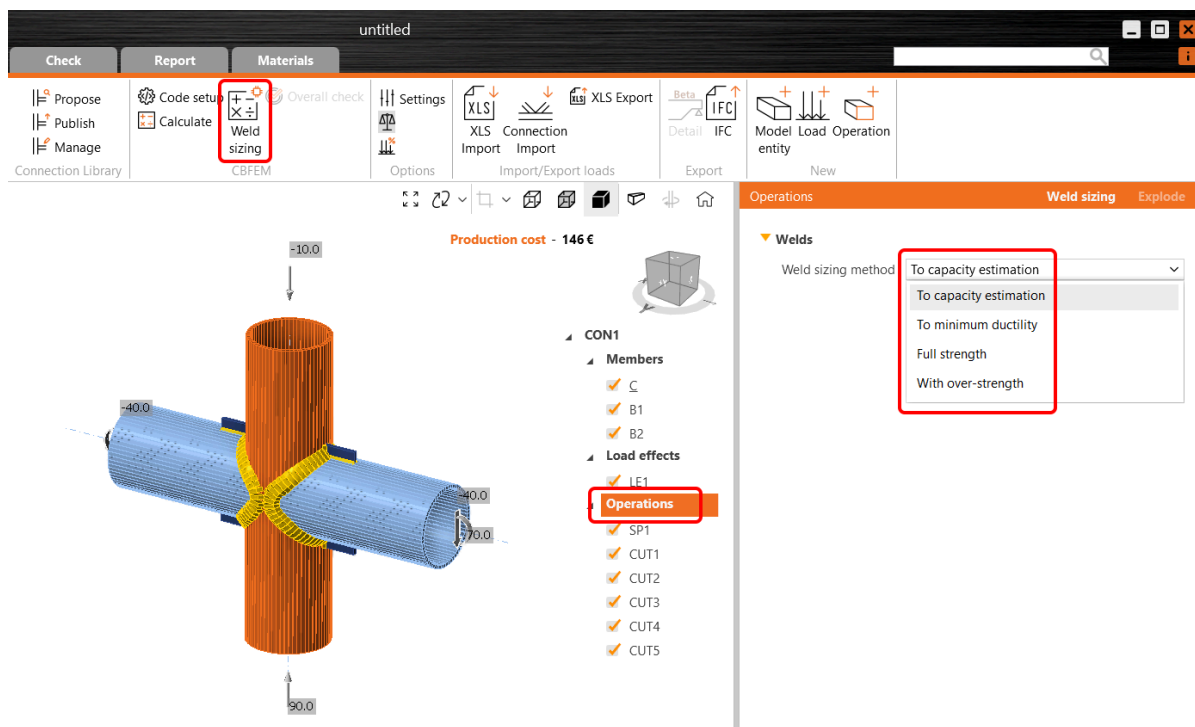 untitled
Check
Report
Materials
Propose
Publish
Manage
Connection Library
Code setup
Calculate
Weld
sizing
Overall check
CBFEM
Settings
Options
XLS
XLS
Import
Connection
Import
XLS
XLS Export
Import/Export loads
Beta
Detail
IFC
IFC
Export
Model
entity
Load
Operation
New
Production cost - 146 €
-10.0
-40.0
-40.0
70.0
90.0
CON1
Members
C
B1
B2
Load effects
LE1
Operations
SP1
CUT1
CUT2
CUT3
CUT4
CUT5
Operations
Weld sizing
Explode
Welds
Weld sizing method
To capacity estimation
To capacity estimation
To minimum ductility
Full strength
With over-strength